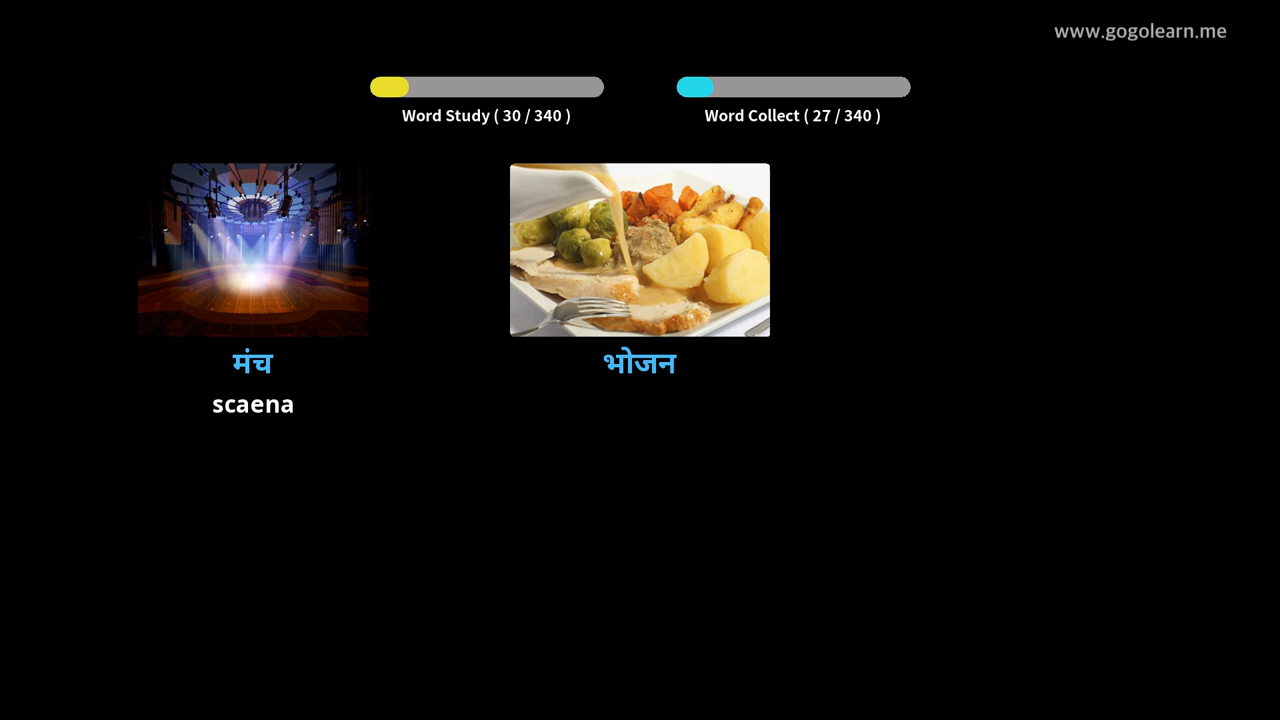 www.gogolearn.me
Word Study ( 30 / 340 )
Word Collect ( 27 / 340 )
मंच
भोजन
scaena